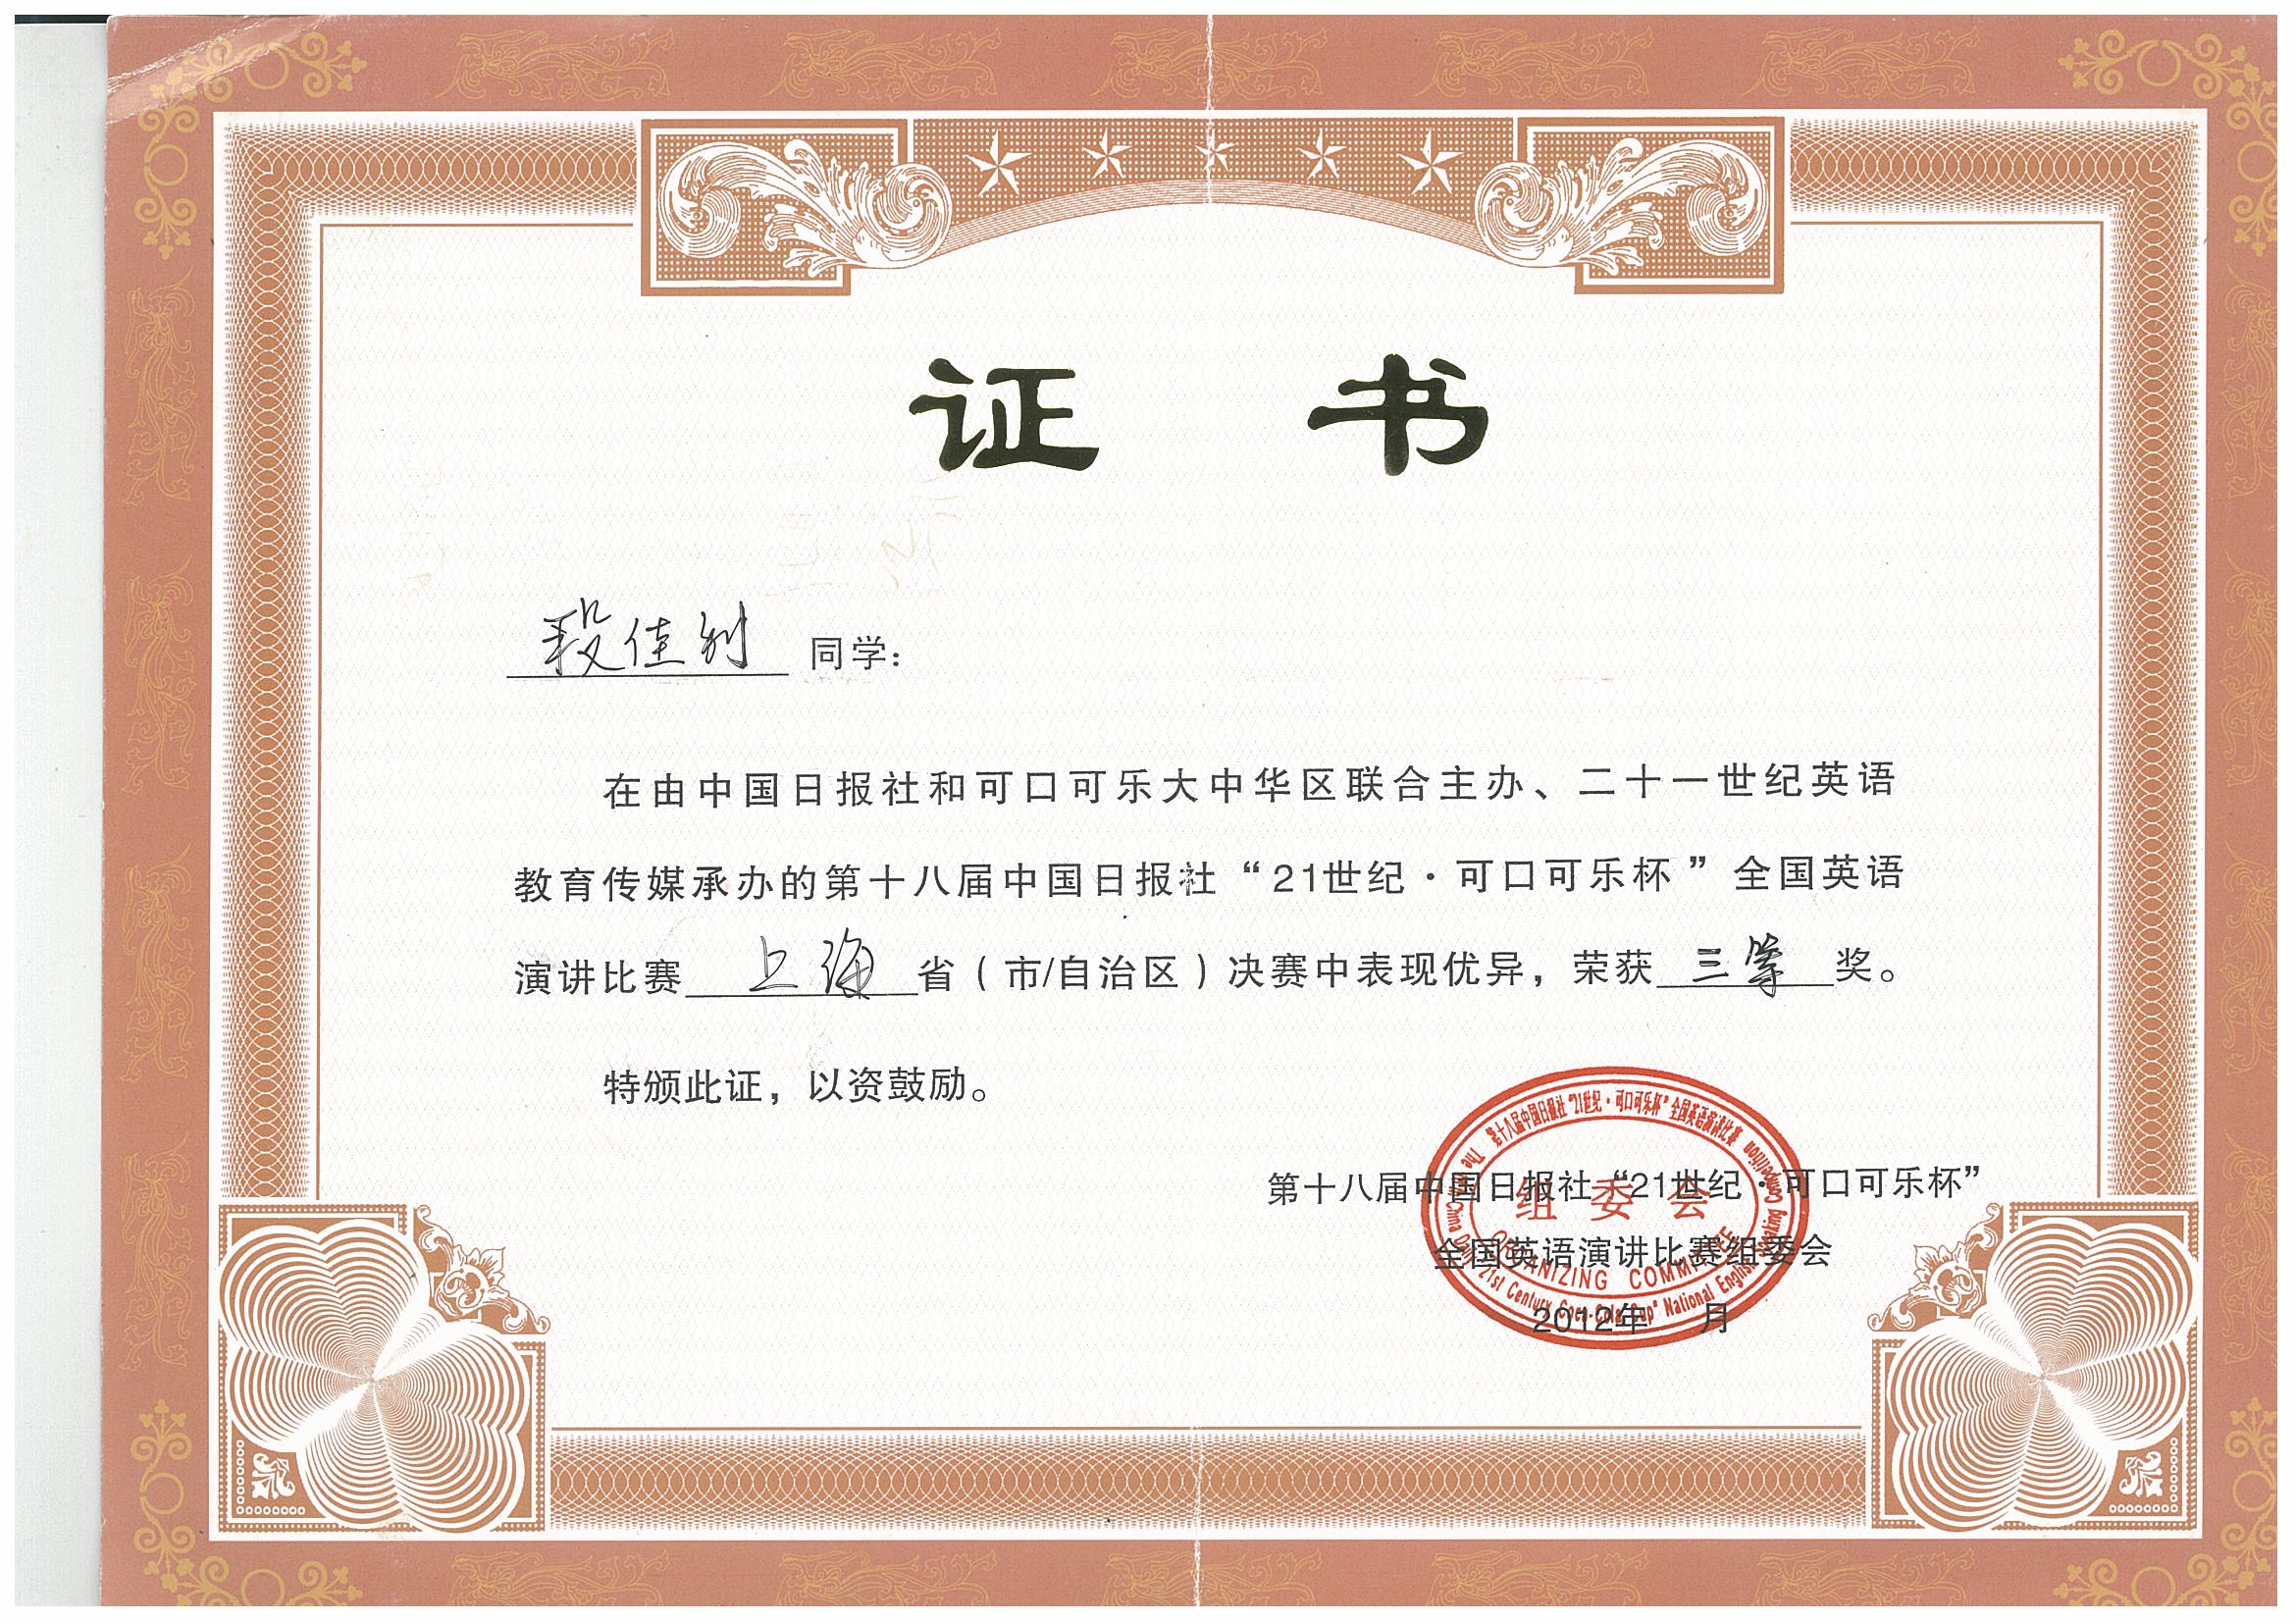 证 书
段佳别 同学：
在由中国日报社和可口可乐大中华区联合主办、二十一世纪英语
教育传媒承办的第十八届中国日报社“21世纪·可口可乐杯”全国英语
演讲比赛 上海 省（市/自治区）决赛中表现优异，荣获 三等 奖。
特颁此证，以资鼓励。
第十八届中国日报社“21世纪·可口可乐杯”
全国英语演讲比赛组委会
2012年 月
第十八届中国日报社“21世纪·可口可乐杯”全国英语演讲比赛
组委会
ORGANIZING COMMITTEE
China Daily "21st Century Coca-Cola Cup" National English Speaking Competition